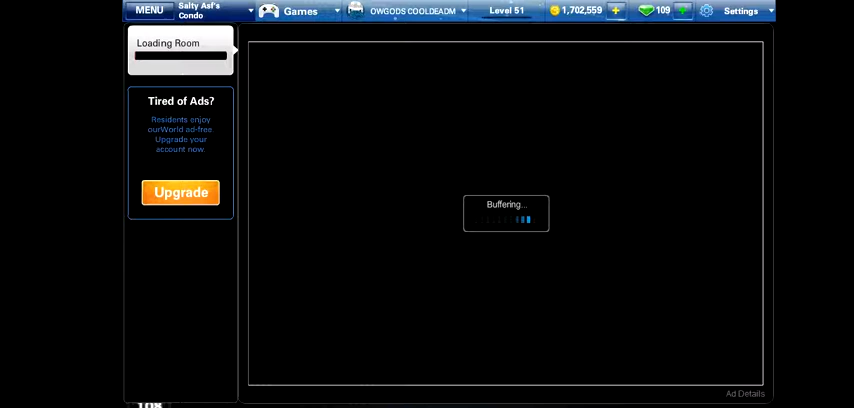 MENU
Salty Asf's
Condo
Games
OWGODS COOLDEADM
Level 51
1,702,559
109
Settings
Loading Room
Tired of Ads?
Residents enjoy
ourWorld ad-free.
Upgrade your
account now.
Upgrade
Buffering...
Ad Details